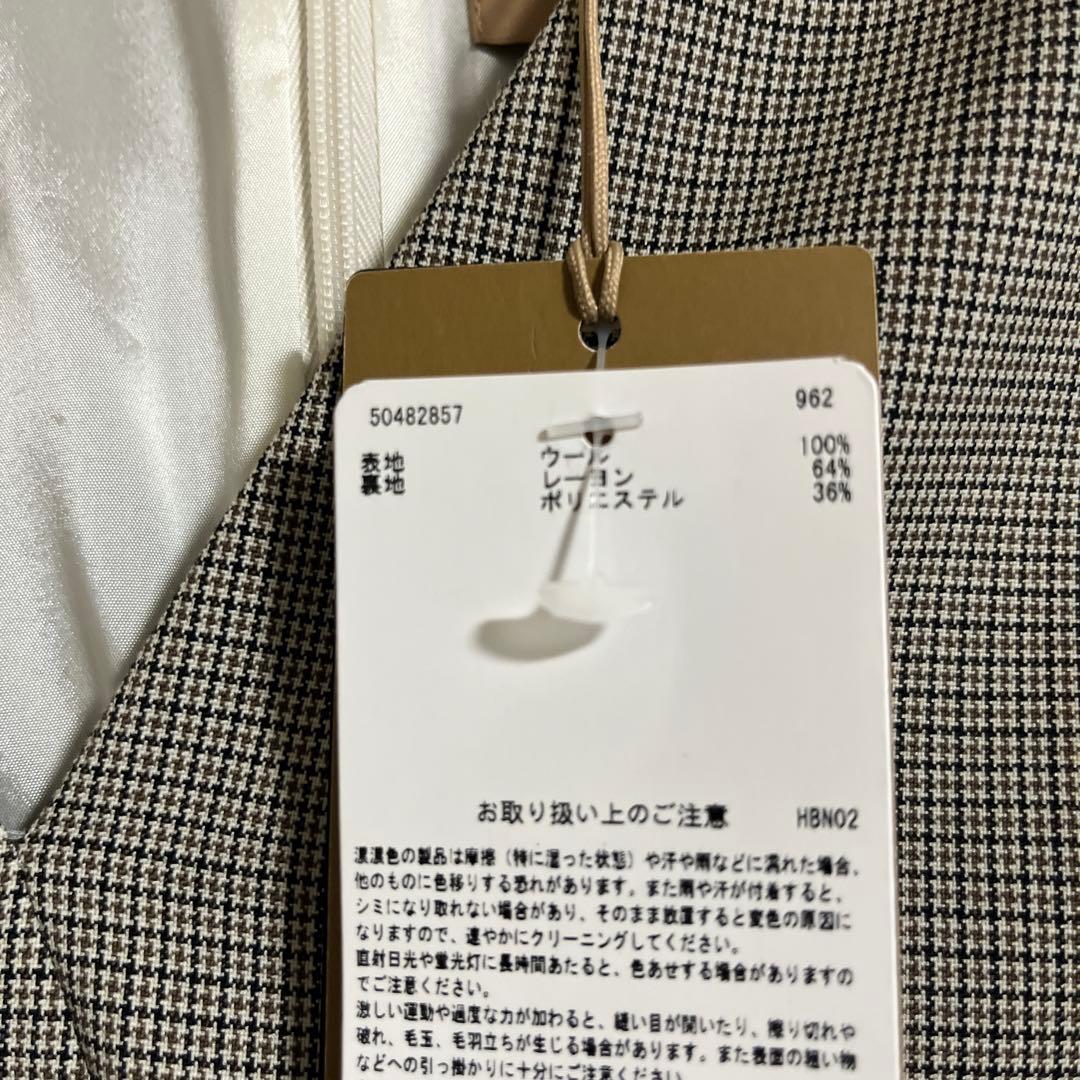 50482857 962
表地 ウール 100%
裏地 レーヨン 64%
ポリエステル 36%
お取り扱い上のご注意 HBN02
濃濃色の製品は摩擦（特に湿った状態）や汗や雨などに濡れた場合、
他のものに色移りする恐れがあります。また雨や汗が付着すると、
シミになり取れない場合があり、そのまま放置すると変色の原因に
なりますので、速やかにクリーニングしてください。
直射日光や蛍光灯に長時間あたると、色あせする場合がありますの
でご注意ください。
激しい運動や過度な力が加わると、縫い目が開いたり、擦り切れや
破れ、毛玉、毛羽立ちが生じる場合があります。また表面の粗い物
などへの引っ掛かりに十分にご注意ください。